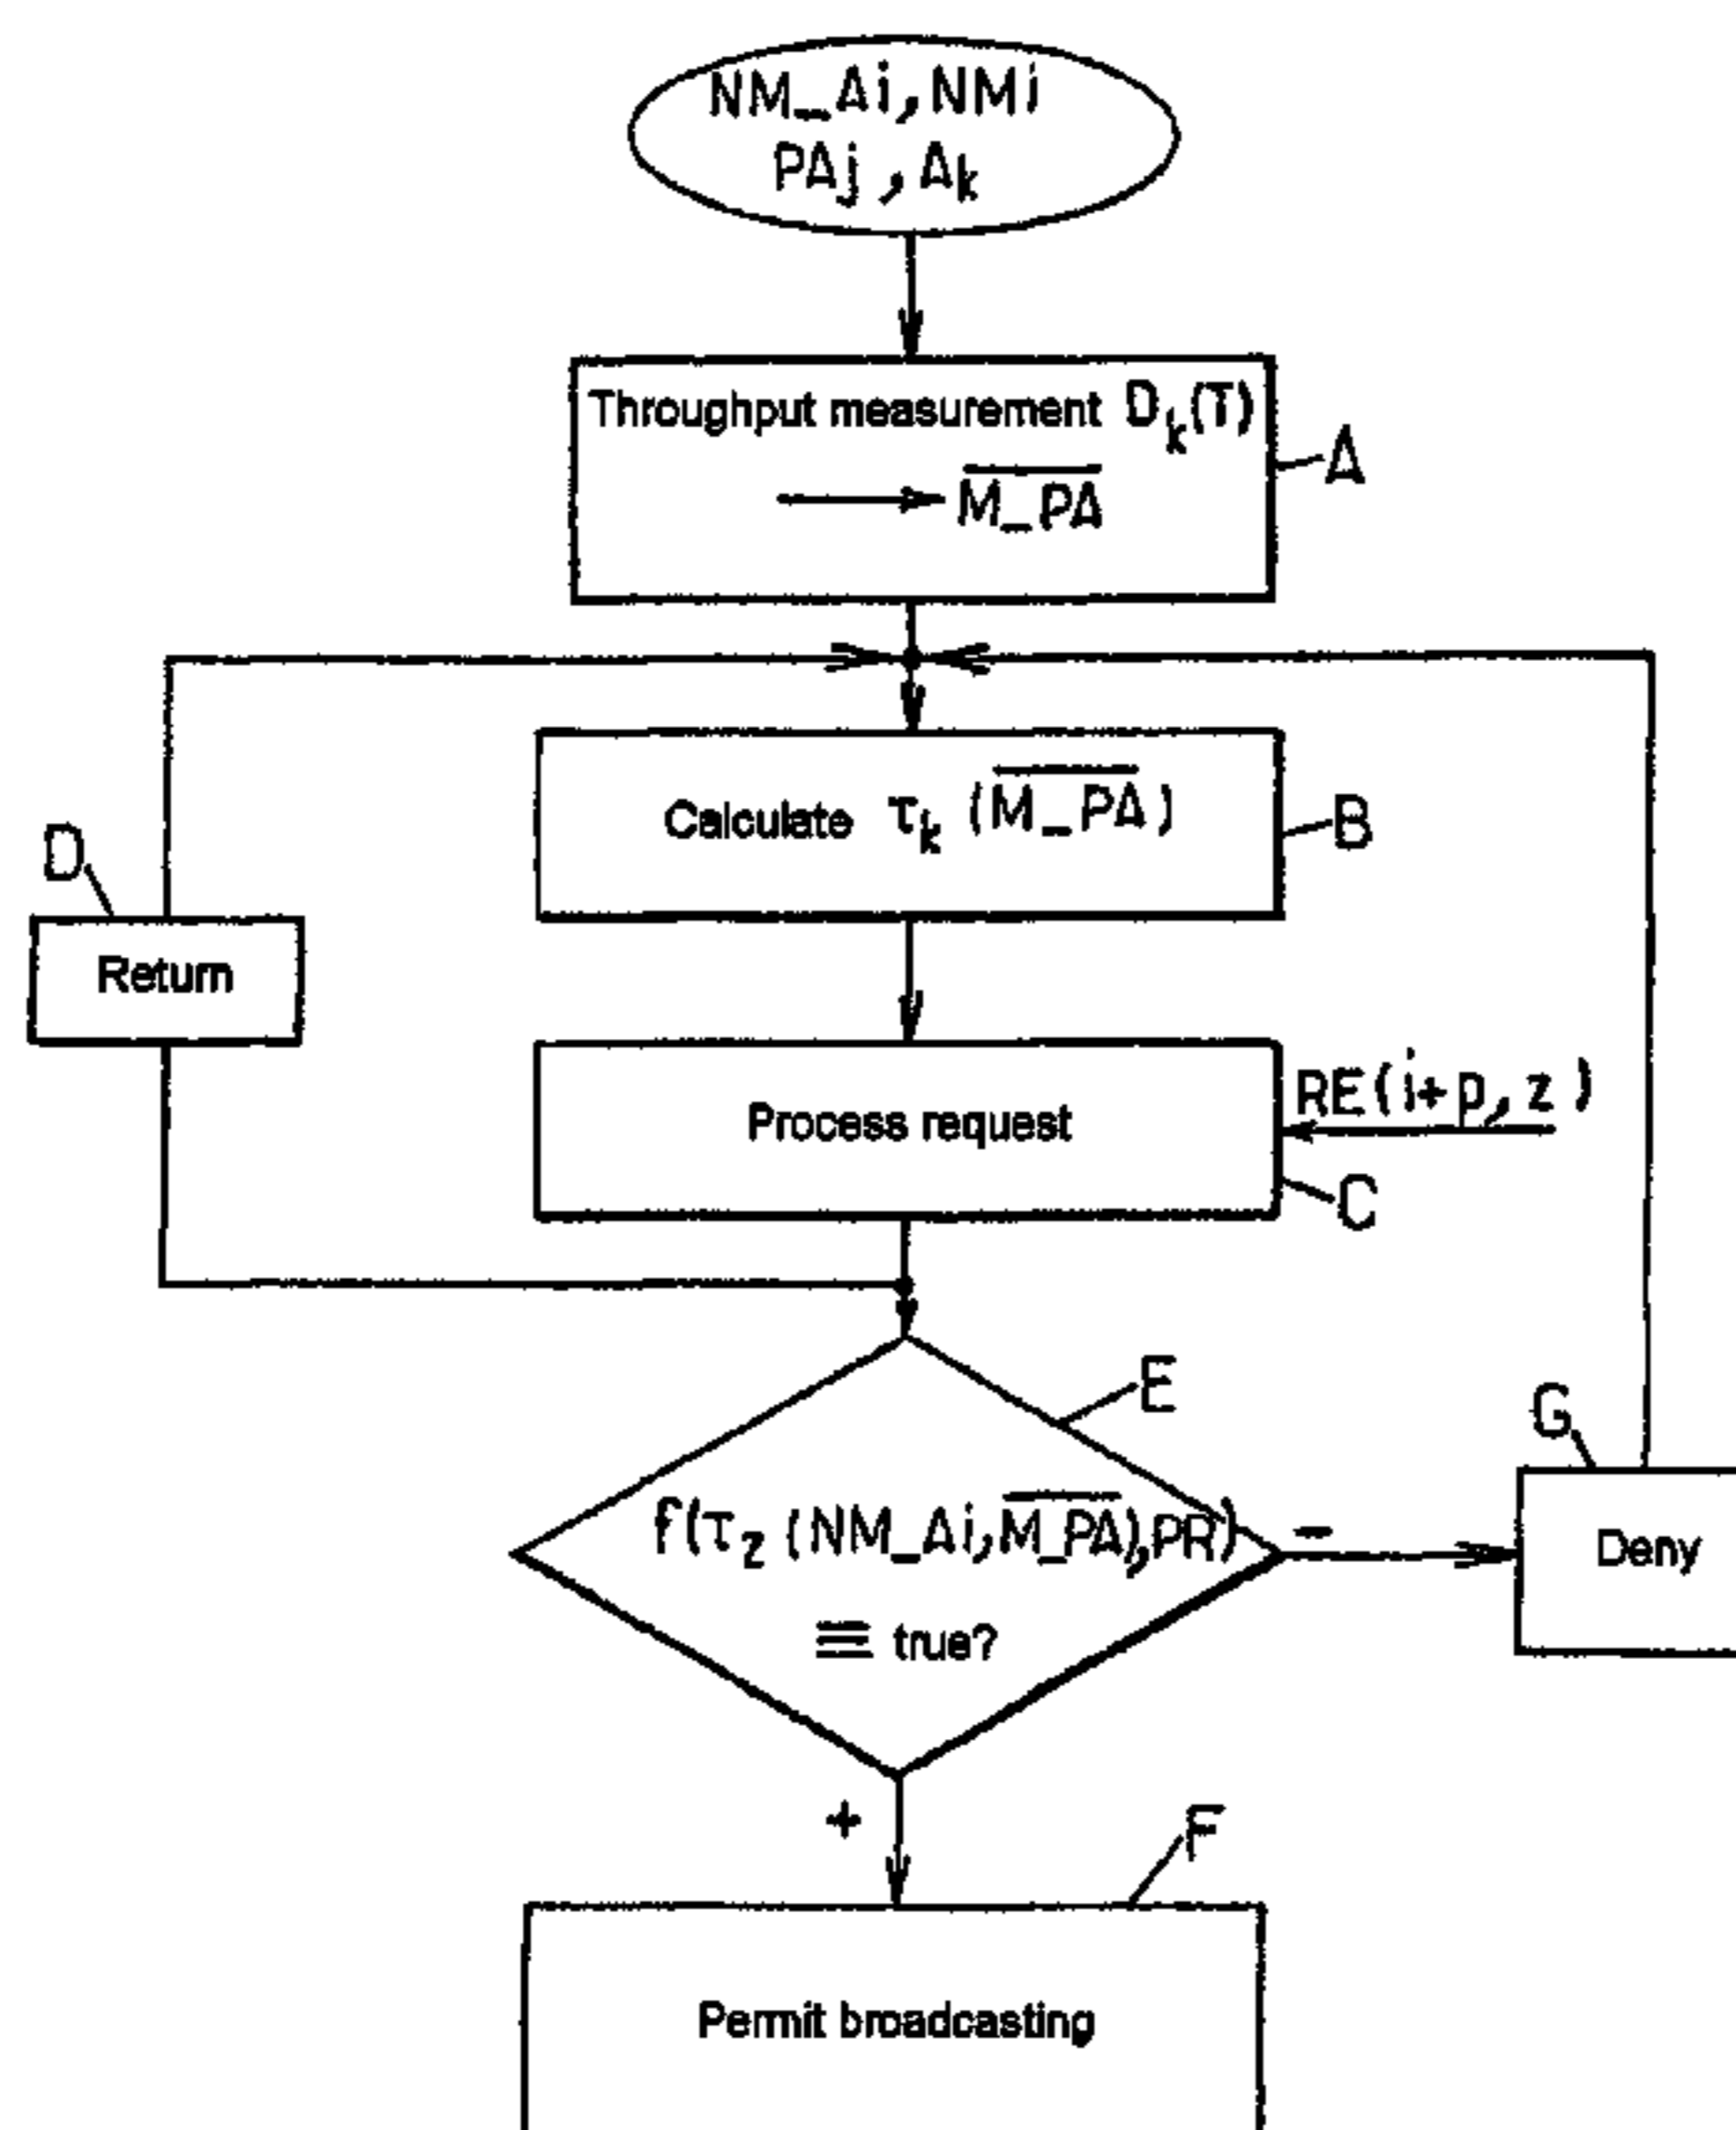 NM_Ai, NMi
PAj, Ak
Throughput measurement Dk(T)
M_PA
A
Calculate τk (M_PA)
B
D
Return
Process request
RE(i+p, z)
C
E
G
f(τz (NM_Ai, M_PA), PR)
≡ true?
−
Deny
+
F
Permit broadcasting